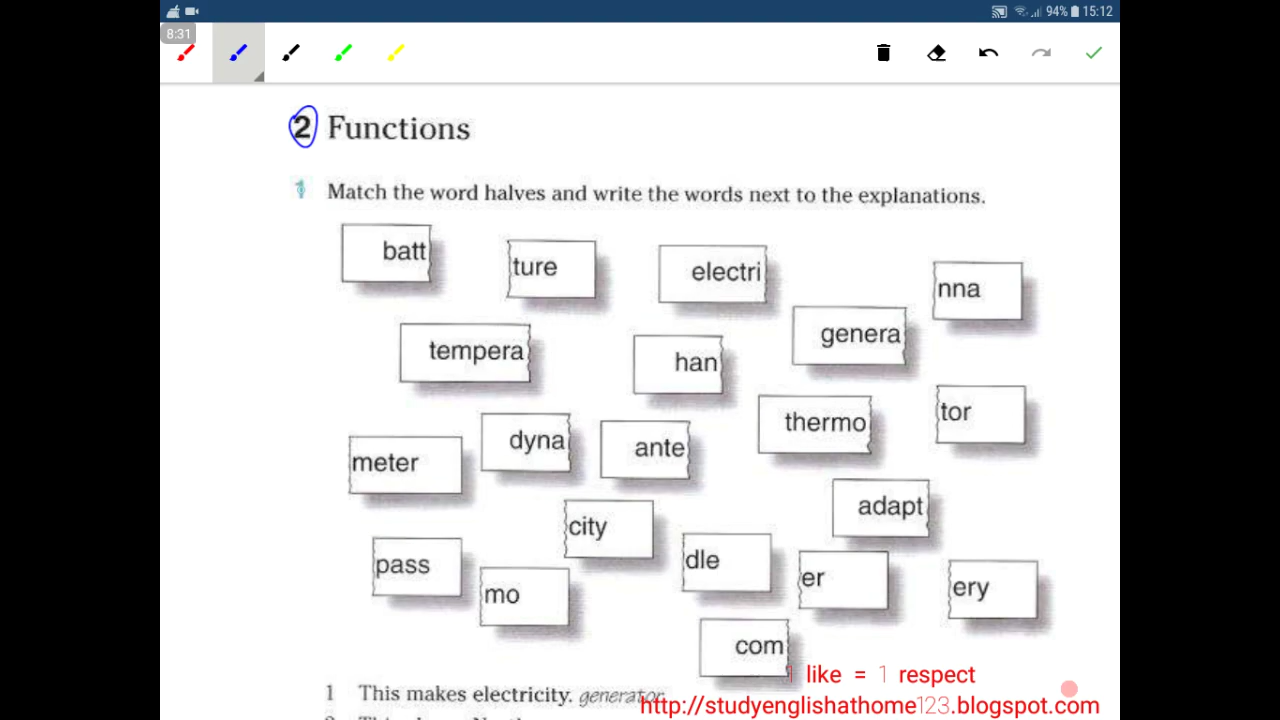 94% 15:12
8:31
2 Functions
1 Match the word halves and write the words next to the explanations.
batt
ture
electri
nna
tempera
han
genera
thermo
tor
meter
dyna
ante
city
adapt
pass
mo
dle
er
ery
com
1 like = 1 respect
1 This makes electricity. generator
http://studyenglishathome123.blogspot.com